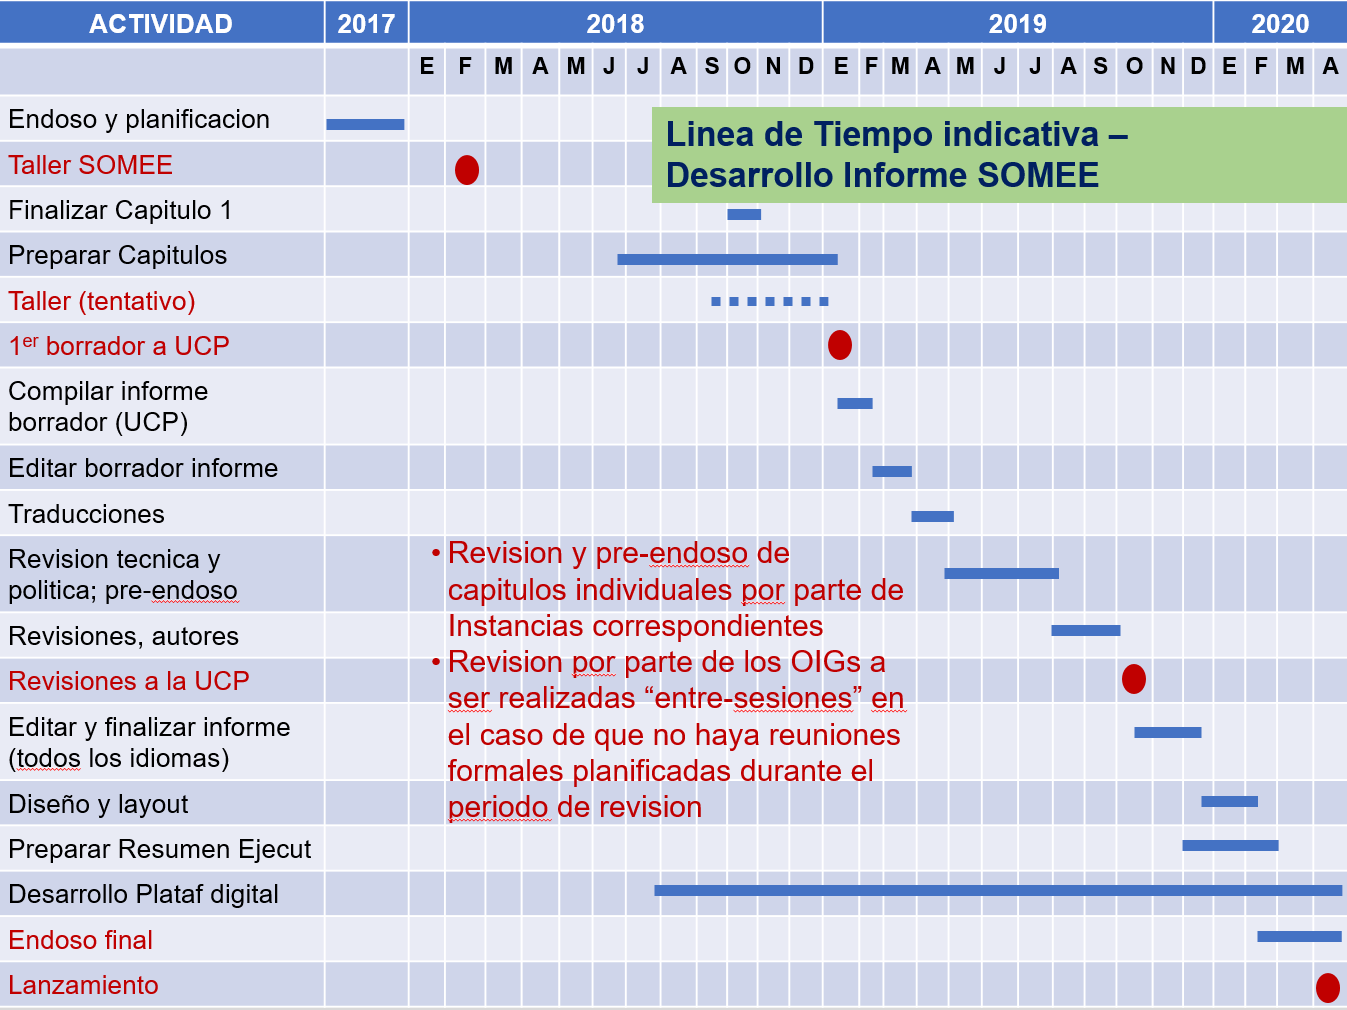 ACTIVIDAD 2017 2018 2019 2020
E F M A M J J A S O N D E F M A M J J A S O N D E F M A
Linea de Tiempo indicativa –
Desarrollo Informe SOMEE
Endoso y planificacion
Taller SOMEE
Finalizar Capitulo 1
Preparar Capitulos
Taller (tentativo)
1er borrador a UCP
Compilar informe
borrador (UCP)
Editar borrador informe
Traducciones
Revision tecnica y
politica; pre-endoso
Revisiones, autores
Revisiones a la UCP
Editar y finalizar informe
(todos los idiomas)
Diseño y layout
Preparar Resumen Ejecut
Desarrollo Plataf digital
Endoso final
Lanzamiento
• Revision y pre-endoso de
capitulos individuales por parte de
Instancias correspondientes
• Revision por parte de los OIGs a
ser realizadas “entre-sesiones” en
el caso de que no haya reuniones
formales planificadas durante el
periodo de revision